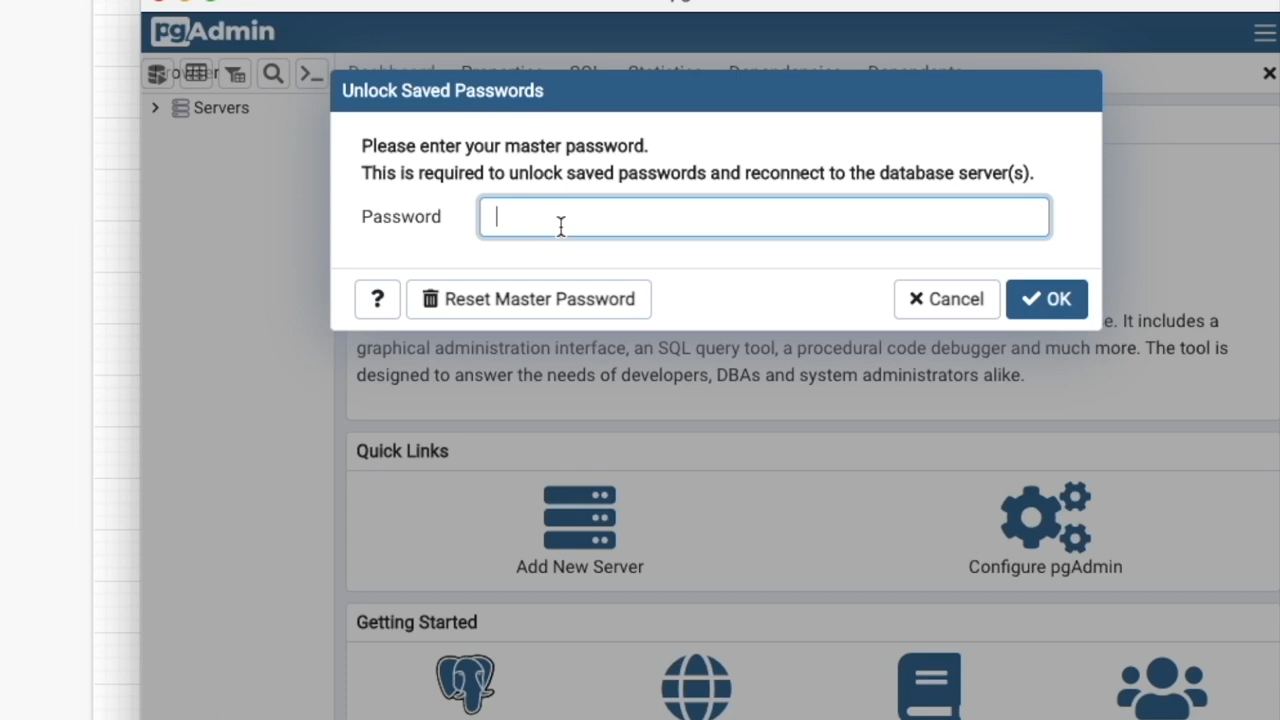 pgAdmin
Servers
Unlock Saved Passwords
Please enter your master password.
This is required to unlock saved passwords and reconnect to the database server(s).
Password
? Reset Master Password Cancel OK
e. It includes a
graphical administration interface, an SQL query tool, a procedural code debugger and much more. The tool is
designed to answer the needs of developers, DBAs and system administrators alike.
Quick Links
Add New Server Configure pgAdmin
Getting Started